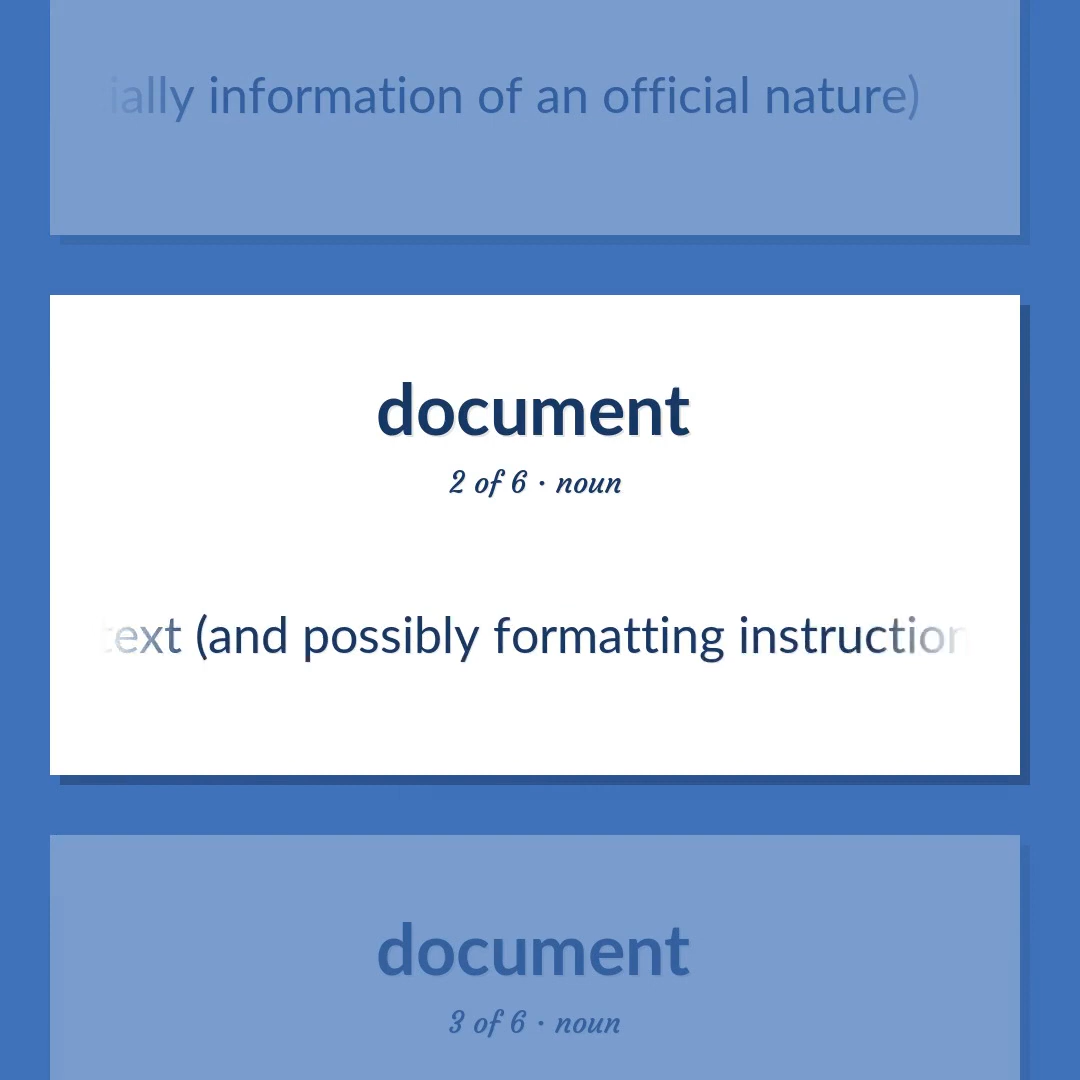 ially information of an official nature)
document
2 of 6 · noun
text (and possibly formatting instruction
document
3 of 6 · noun